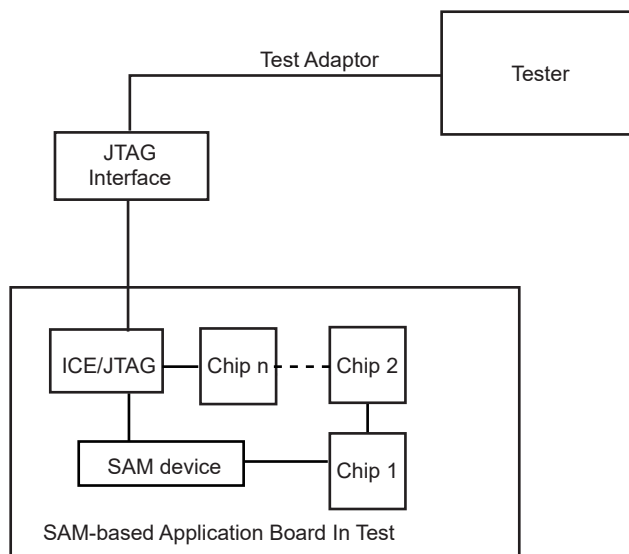 Test Adaptor
Tester
JTAG
Interface
ICE/JTAG
Chip n
Chip 2
SAM device
Chip 1
SAM-based Application Board In Test